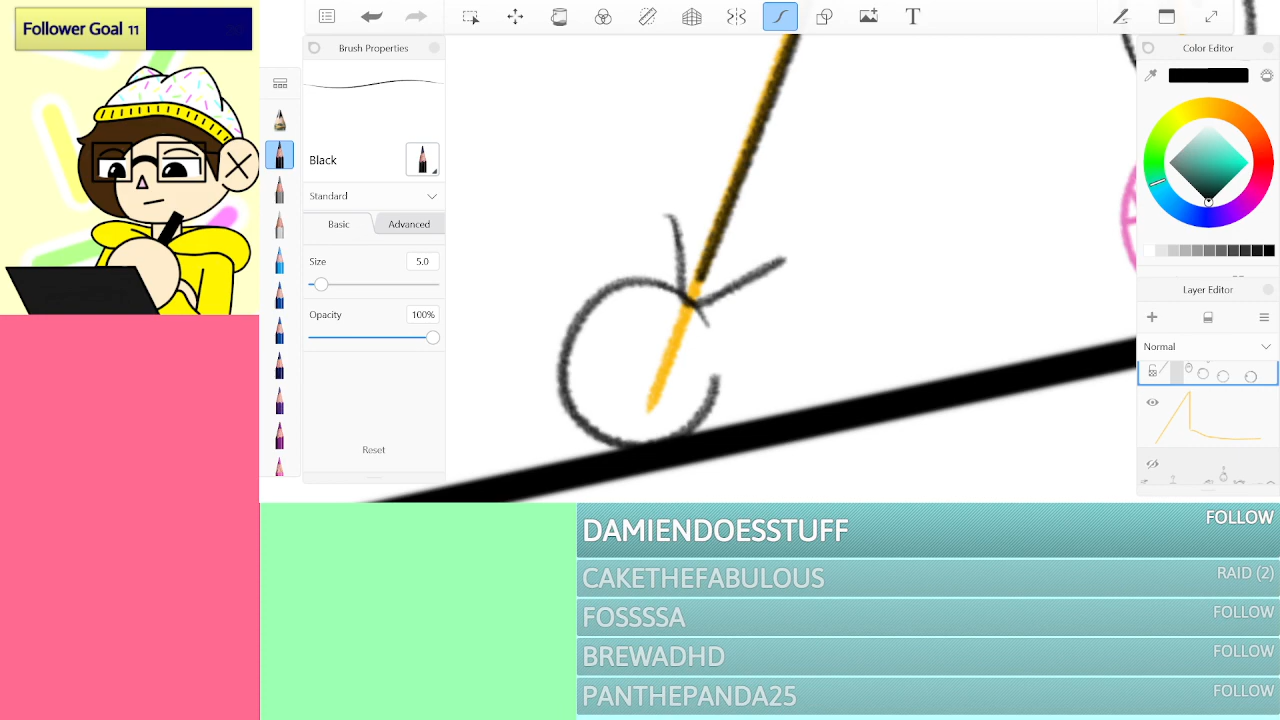 Follower Goal 11
Brush Properties
Black
Standard
Basic
Advanced
Size
5.0
Opacity
100%
Reset
T
Color Editor
Layer Editor
Normal
DAMIENDOESSTUFF
FOLLOW
CAKETHEFABULOUS
RAID (2)
FOSSSSA
FOLLOW
BREWADHD
FOLLOW
PANTHEPANDA25
FOLLOW